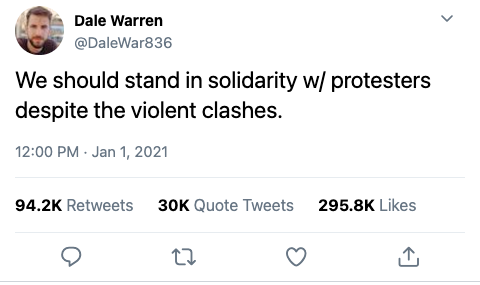 Dale Warren
@DaleWar836
We should stand in solidarity w/ protesters
despite the violent clashes.
12:00 PM · Jan 1, 2021
94.2K Retweets 30K Quote Tweets 295.8K Likes